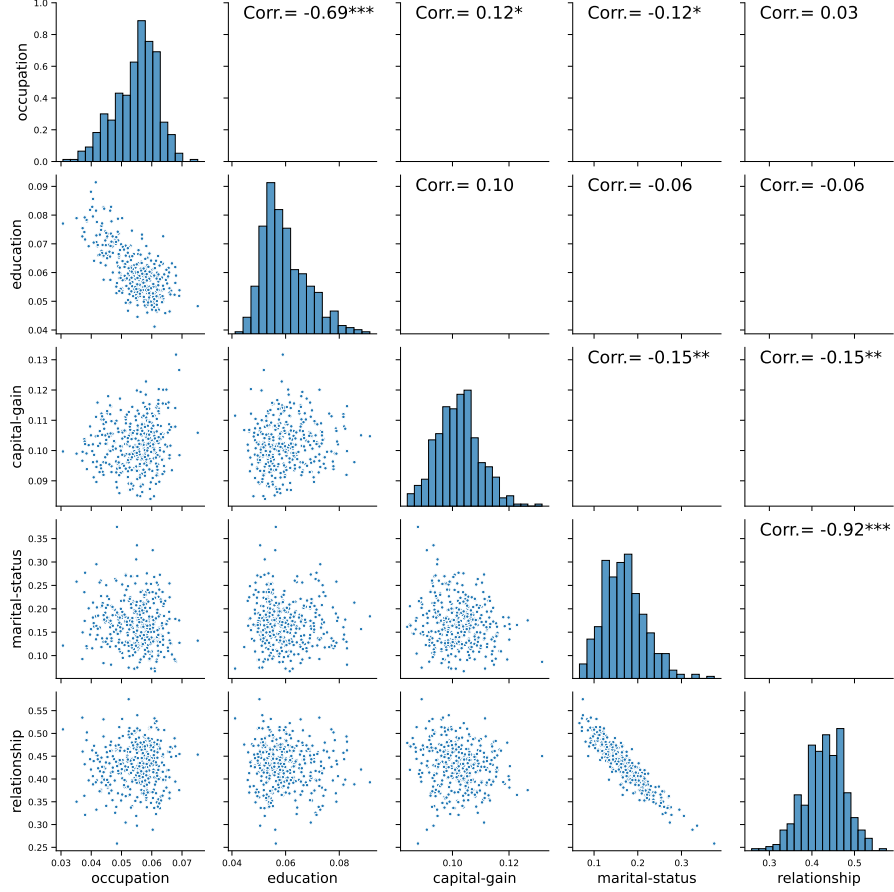 Corr.= -0.69***
Corr.= 0.12*
Corr.= -0.12*
Corr.= 0.03
1.0
0.8
0.6
0.4
0.2
0.0
occupation
Corr.= 0.10
Corr.= -0.06
Corr.= -0.06
0.09
0.08
0.07
0.06
0.05
0.04
education
Corr.= -0.15**
Corr.= -0.15**
0.13
0.12
0.11
0.10
0.09
capital-gain
Corr.= -0.92***
0.35
0.30
0.25
0.20
0.15
0.10
marital-status
0.55
0.50
0.45
0.40
0.35
0.30
0.25
relationship
0.03 0.04 0.05 0.06 0.07
0.04 0.06 0.08
0.10 0.12
0.1 0.2 0.3
0.3 0.4 0.5
occupation
education
capital-gain
marital-status
relationship